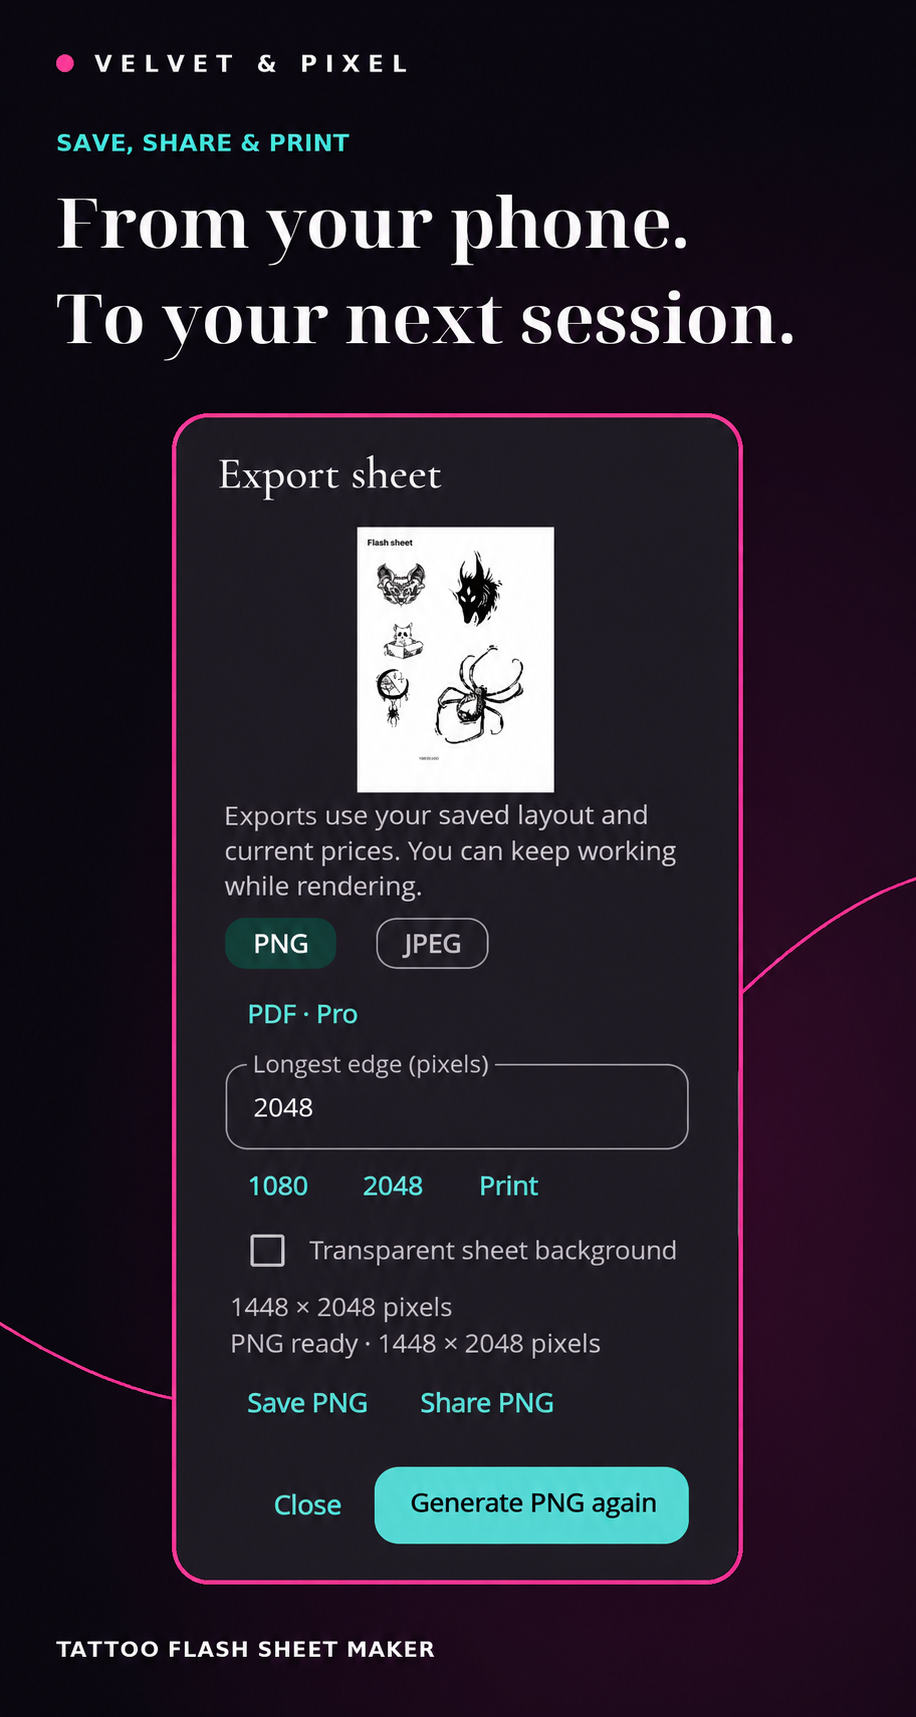 VELVET & PIXEL
SAVE, SHARE & PRINT
From your phone.
To your next session.
Export sheet
Flash sheet
Exports use your saved layout and
current prices. You can keep working
while rendering.
PNG JPEG
PDF · Pro
Longest edge (pixels)
2048
1080 2048 Print
Transparent sheet background
1448 × 2048 pixels
PNG ready · 1448 × 2048 pixels
Save PNG Share PNG
Close Generate PNG again
TATTOO FLASH SHEET MAKER